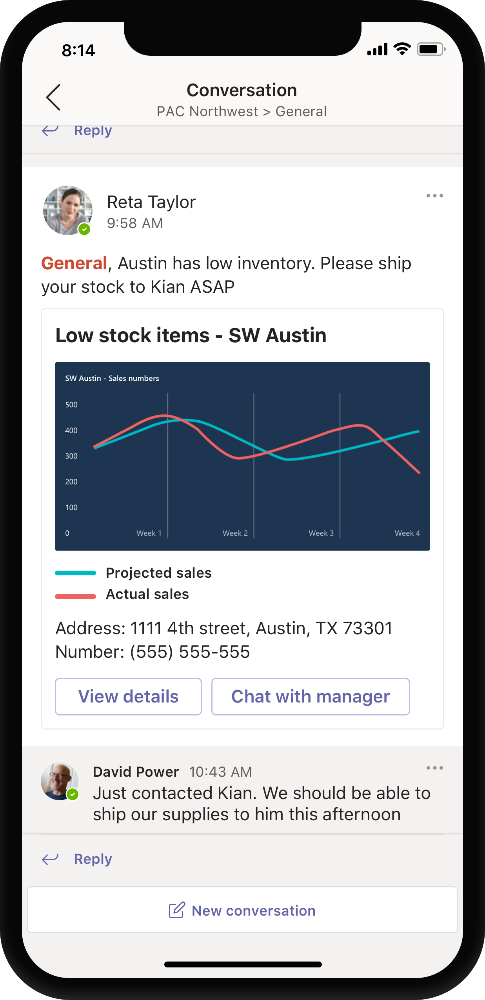 8:14
Conversation
PAC Northwest > General
Reply
Reta Taylor
9:58 AM
General, Austin has low inventory. Please ship
your stock to Kian ASAP
Low stock items - SW Austin
SW Austin - Sales numbers
500
400
300
200
100
0 Week 1 Week 2 Week 3 Week 4
Projected sales
Actual sales
Address: 1111 4th street, Austin, TX 73301
Number: (555) 555-555
View details Chat with manager
David Power 10:43 AM
Just contacted Kian. We should be able to
ship our supplies to him this afternoon
Reply
New conversation